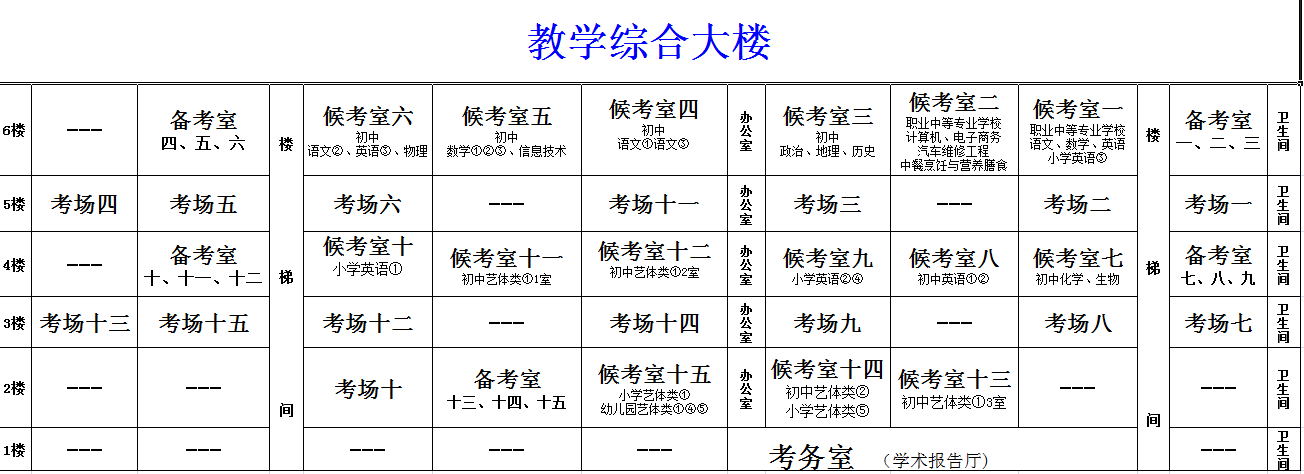 教学综合大楼
6楼
---
备考室
四、五、六
楼
候考室六
初中
语文②、英语⑤、物理
候考室五
初中
数学①②⑤、信息技术
候考室四
初中
语文①语文⑤
办公室
候考室三
初中
政治、地理、历史
候考室二
职业中等专业学校
计算机、电子商务
汽车维修工程
中餐烹饪与营养膳食
候考室一
职业中等专业学校
语文、数学、英语
小学英语⑤
楼
备考室
一、二、三
卫生间
5楼
考场四
考场五
考场六
---
考场十一
办公室
考场三
---
考场二
考场一
卫生间
4楼
---
备考室
十、十一、十二
梯
候考室十
小学英语①
候考室十一
初中艺体类①1室
候考室十二
初中艺体类①2室
办公室
候考室九
小学英语②④
候考室八
初中英语①②
候考室七
初中化学、生物
梯
备考室
七、八、九
卫生间
3楼
考场十三
考场十五
考场十二
---
考场十四
办公室
考场九
---
考场八
考场七
卫生间
2楼
---
---
间
考场十
备考室
十三、十四、十五
候考室十五
小学艺体类①
幼儿园艺体类①④⑤
办公室
候考室十四
初中艺体类②
小学艺体类⑤
候考室十三
初中艺体类①3室
---
间
---
卫生间
1楼
---
---
---
---
---
考务室 （学术报告厅）
---
卫生间